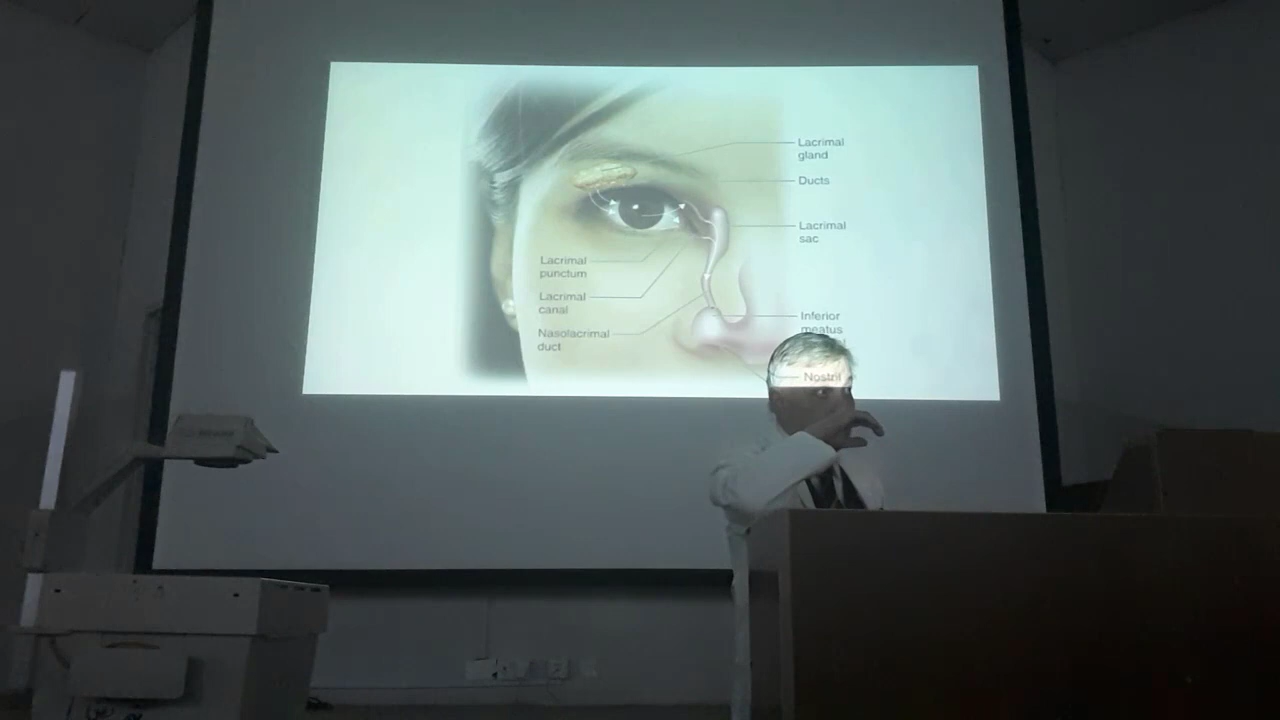 Lacrimal
gland
Ducts
Lacrimal
sac
Lacrimal
punctum
Lacrimal
canal
Nasolacrimal
duct
Inferior
meatus
Nostril